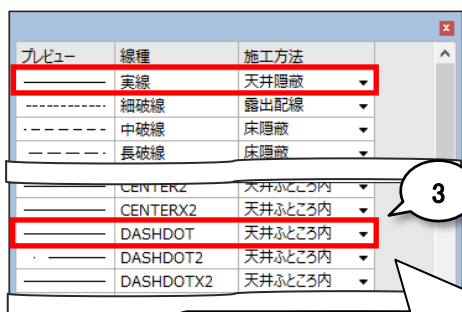 プレビュー 線種 施工方法
実線 天井隠蔽
細破線 露出配線
中破線 床隠蔽
長破線 床隠蔽
CENTER2 天井ふところ内
CENTERX2 天井ふところ内
3
DASHDOT 天井ふところ内
DASHDOT2 天井ふところ内
DASHDOTX2 天井ふところ内